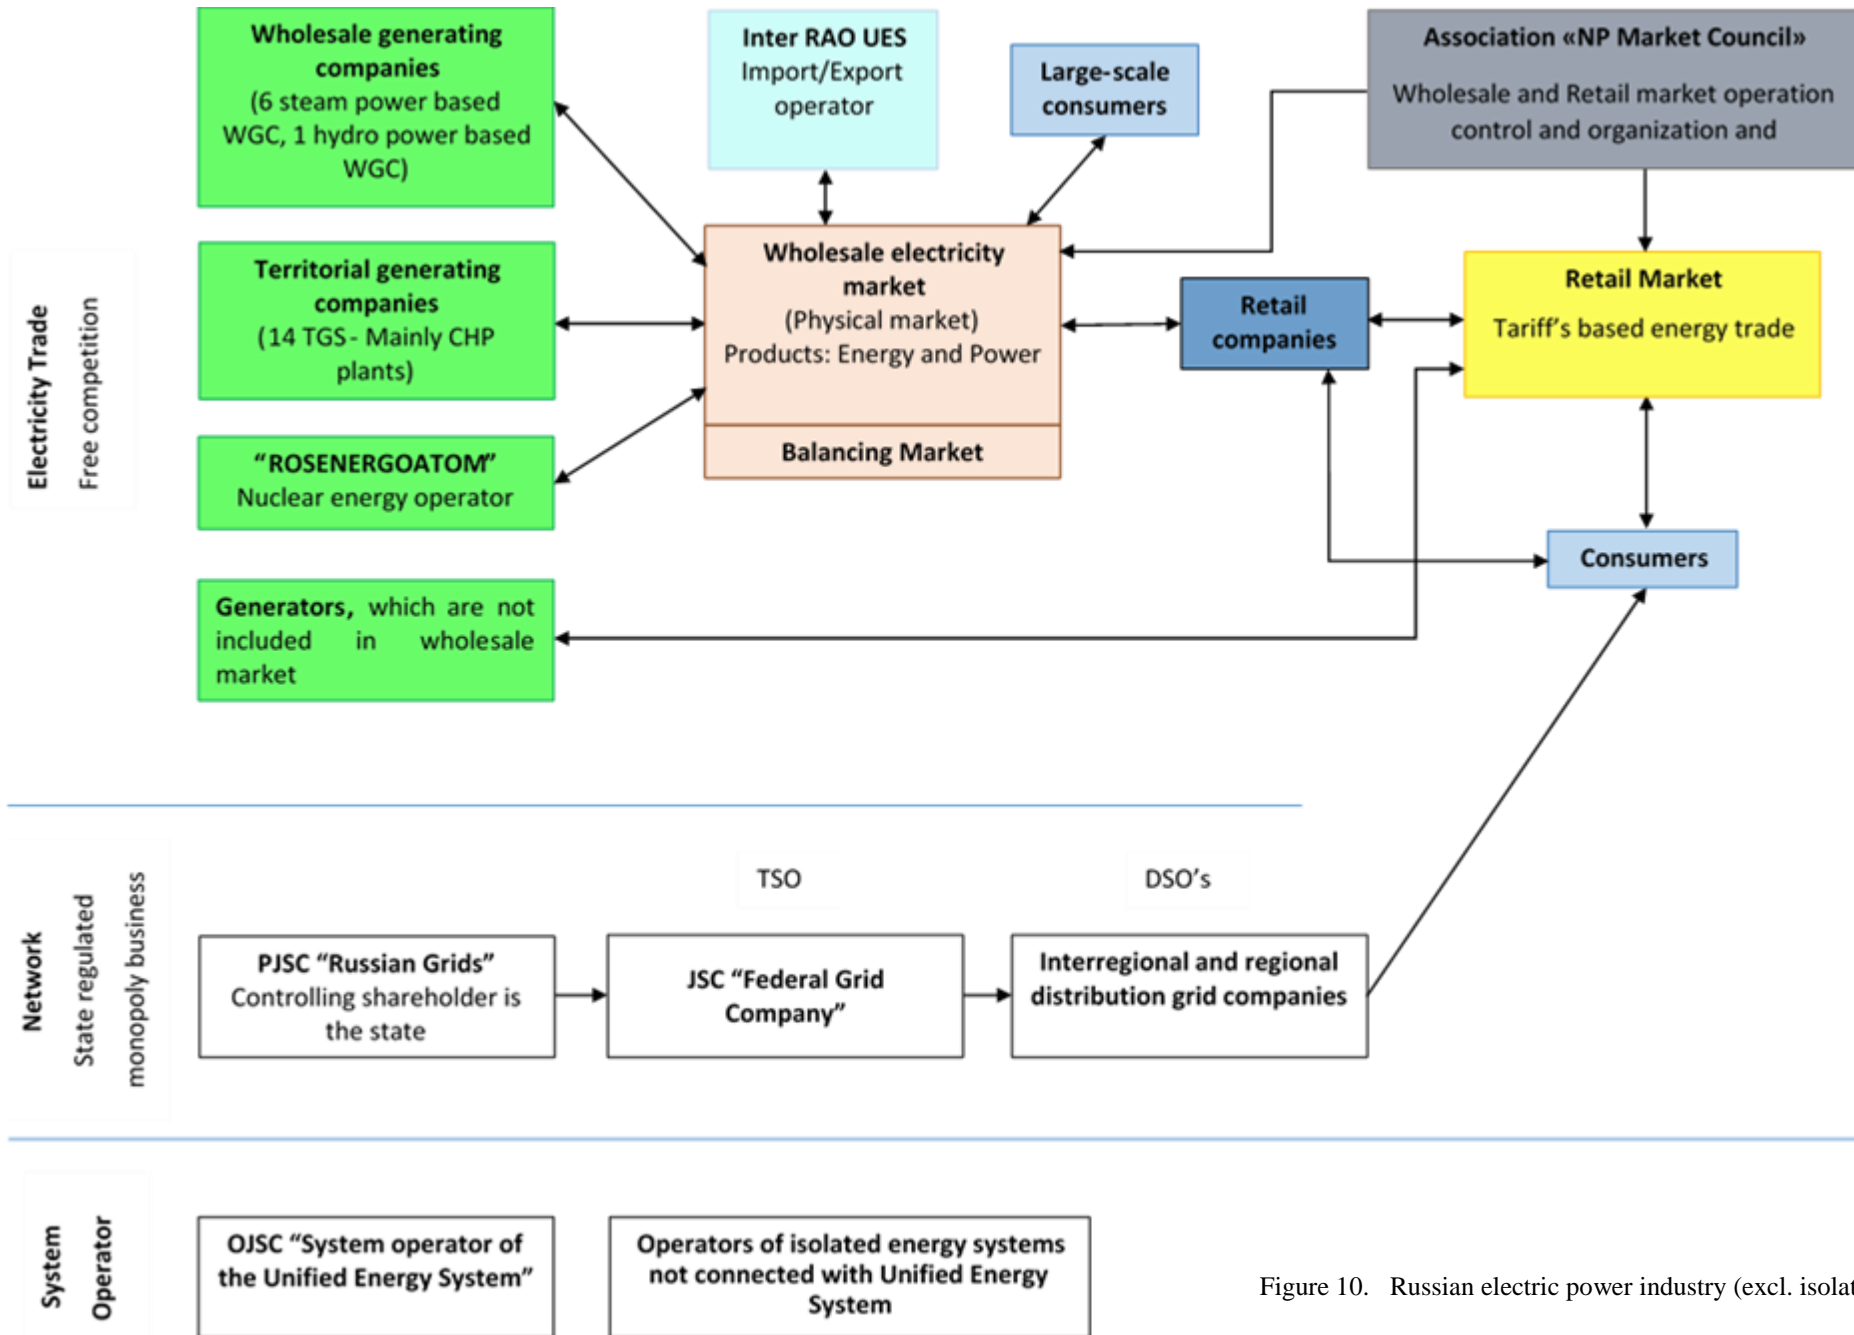 Wholesale generating
companies
(6 steam power based
WGC, 1 hydro power based
WGC)
Inter RAO UES
Import/Export
operator
Large-scale
consumers
Association «NP Market Council»
Wholesale and Retail market operation
control and organization and
Electricity Trade
Free competition
Territorial generating
companies
(14 TGS - Mainly CHP
plants)
Wholesale electricity
market
(Physical market)
Products: Energy and Power
Balancing Market
Retail
companies
Retail Market
Tariff's based energy trade
"ROSENERGOATOM"
Nuclear energy operator
Consumers
Generators, which are not
included in wholesale
market
Network
State regulated
monopoly business
TSO
DSO's
PJSC "Russian Grids"
Controlling shareholder is
the state
JSC "Federal Grid
Company"
Interregional and regional
distribution grid companies
System
Operator
OJSC "System operator of
the Unified Energy System"
Operators of isolated energy systems
not connected with Unified Energy
System
Figure 10. Russian electric power industry (excl. isolat